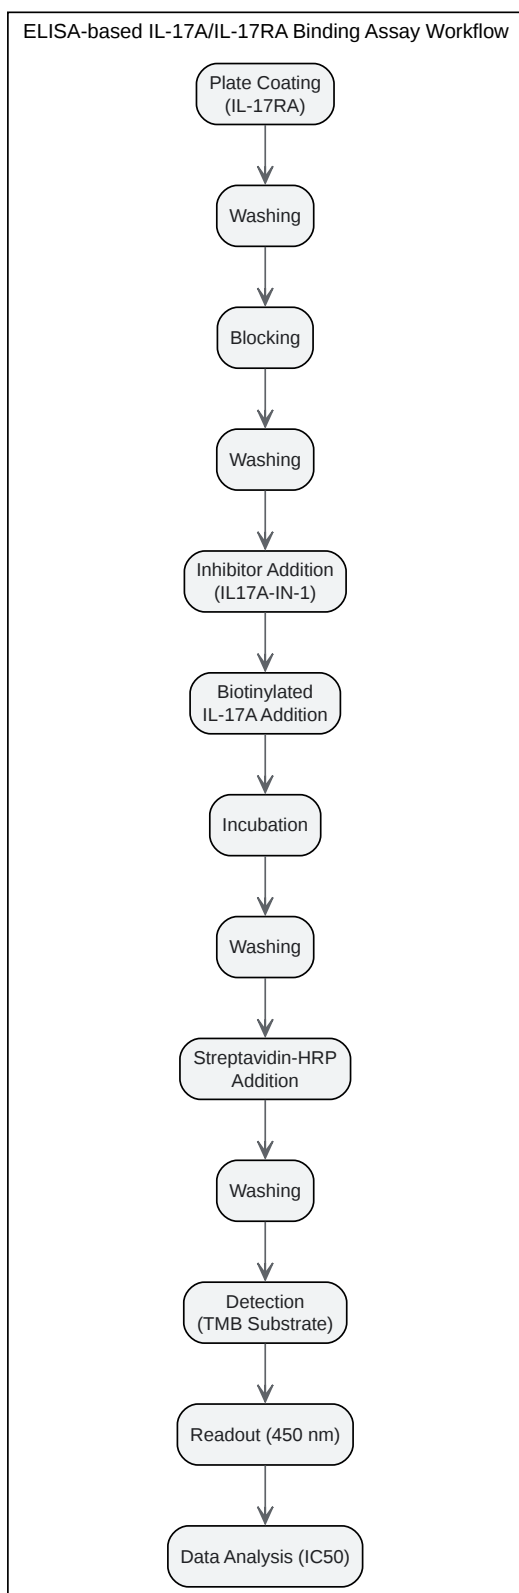 ELISA-based IL-17A/IL-17RA Binding Assay Workflow
Plate Coating
(IL-17RA)
Washing
Blocking
Washing
Inhibitor Addition
(IL17A-IN-1)
Biotinylated
IL-17A Addition
Incubation
Washing
Streptavidin-HRP
Addition
Washing
Detection
(TMB Substrate)
Readout (450 nm)
Data Analysis (IC50)